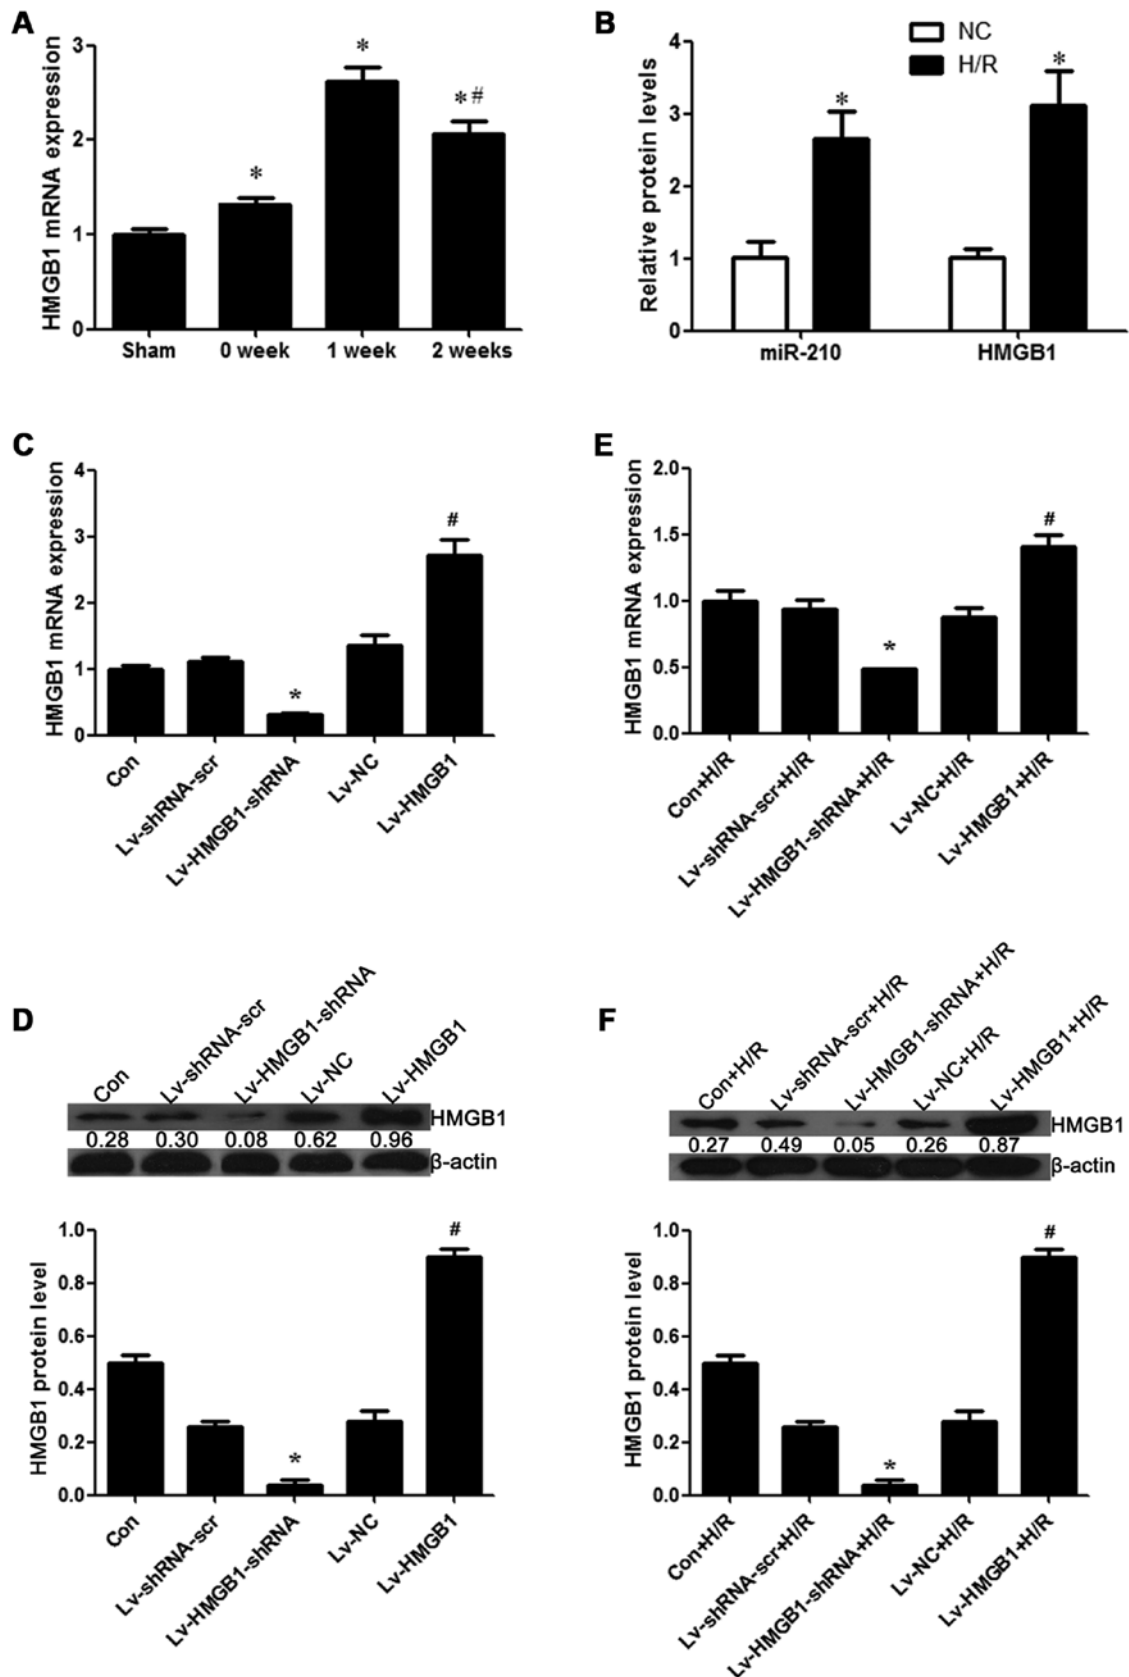 A
HMGB1 mRNA expression
3
2
1
0
*
*
* #
Sham 0 week 1 week 2 weeks
B
NC
H/R
Relative protein levels
4
3
2
1
0
*
*
miR-210 HMGB1
C
HMGB1 mRNA expression
4
3
2
1
0
*
#
Con
Lv-shRNA-scr
Lv-HMGB1-shRNA
Lv-NC
Lv-HMGB1
E
HMGB1 mRNA expression
2.0
1.5
1.0
0.5
0.0
*
#
Con+H/R
Lv-shRNA-scr+H/R
Lv-HMGB1-shRNA+H/R
Lv-NC+H/R
Lv-HMGB1+H/R
D
Con
Lv-shRNA-scr
Lv-HMGB1-shRNA
Lv-NC
Lv-HMGB1
HMGB1
0.28 0.30 0.08 0.62 0.96
β-actin
HMGB1 protein level
1.0
0.8
0.6
0.4
0.2
0.0
*
#
Con
Lv-shRNA-scr
Lv-HMGB1-shRNA
Lv-NC
Lv-HMGB1
F
Con+H/R
Lv-shRNA-scr+H/R
Lv-HMGB1-shRNA+H/R
Lv-NC+H/R
Lv-HMGB1+H/R
HMGB1
0.27 0.49 0.05 0.26 0.87
β-actin
HMGB1 protein level
1.0
0.8
0.6
0.4
0.2
0.0
*
#
Con+H/R
Lv-shRNA-scr+H/R
Lv-HMGB1-shRNA+H/R
Lv-NC+H/R
Lv-HMGB1+H/R